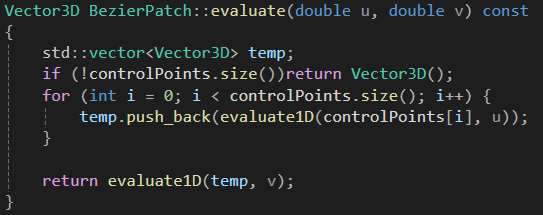 Vector3D BezierPatch::evaluate(double u, double v) const
{
    std::vector<Vector3D> temp;
    if (!controlPoints.size())return Vector3D();
    for (int i = 0; i < controlPoints.size(); i++) {
        temp.push_back(evaluate1D(controlPoints[i], u));
    }

    return evaluate1D(temp, v);
}